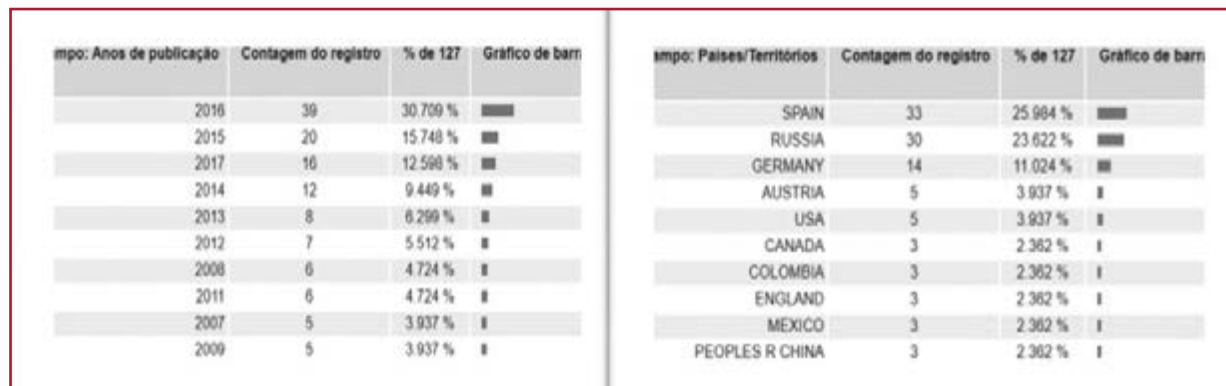 mpo: Anos de publicação Contagem do registro % de 127 Gráfico de barr
2016 39 30.709 %
2015 20 15.748 %
2017 16 12.598 %
2014 12 9.449 %
2013 8 6.299 %
2012 7 5.512 %
2008 6 4.724 %
2011 6 4.724 %
2007 5 3.937 %
2009 5 3.937 %
ampo: Países/Territórios Contagem do registro % de 127 Gráfico de barr
SPAIN 33 25.984 %
RUSSIA 30 23.622 %
GERMANY 14 11.024 %
AUSTRIA 5 3.937 %
USA 5 3.937 %
CANADA 3 2.362 %
COLOMBIA 3 2.362 %
ENGLAND 3 2.362 %
MEXICO 3 2.362 %
PEOPLES R CHINA 3 2.362 %